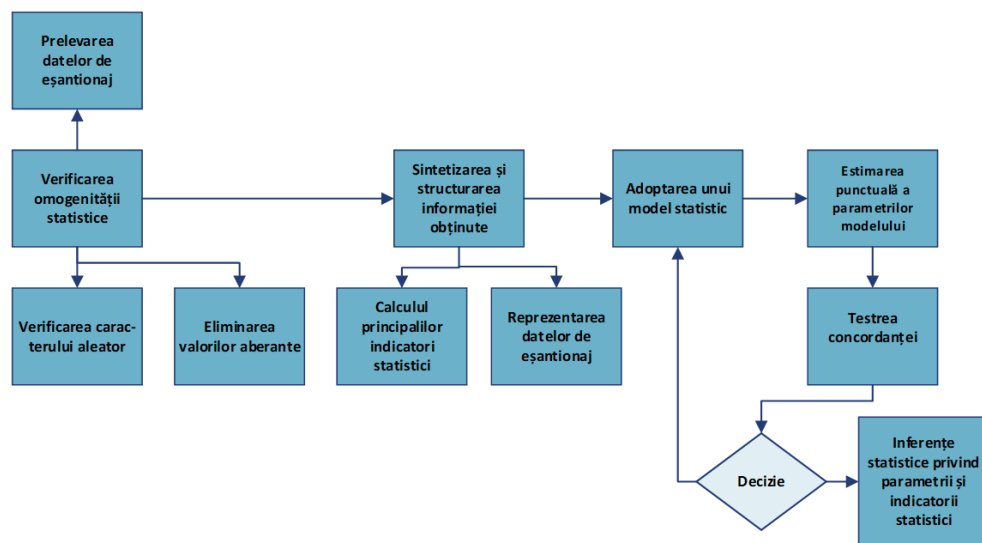 Prelevarea
datelor de
eșantionaj
Verificarea
omogenității
statistice
Sintetizarea și
structurarea
informației
obținute
Adoptarea unui
model statistic
Estimarea
punctuală a
parametrilor
modelului
Verificarea carac-
terului aleator
Eliminarea
valorilor aberante
Calculul
principalilor
indicatori
statistici
Reprezentarea
datelor de
eșantionaj
Testrea
concordanței
Decizie
Inferențe
statistice privind
parametrii și
indicatorii
statistici